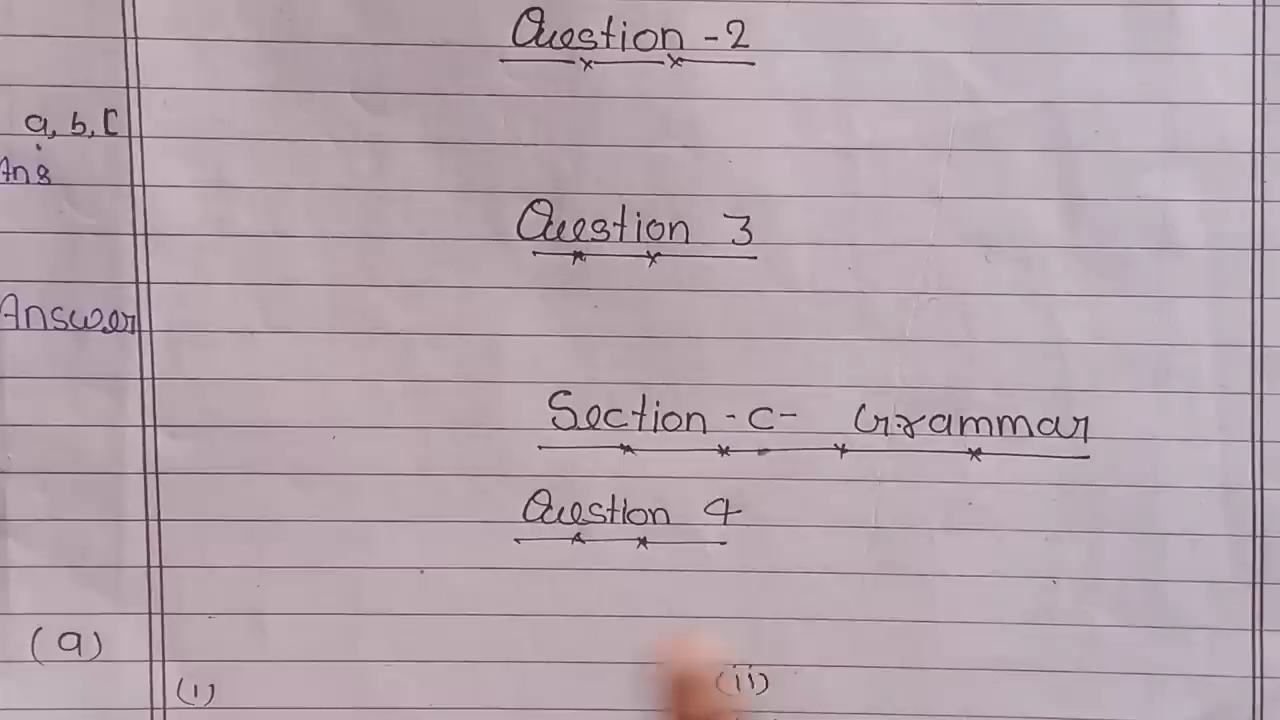 Question - 2
a, b, C
Ans
Question 3
Answer
Section - C - Grammar
Question 4
(a)
(i) (ii)